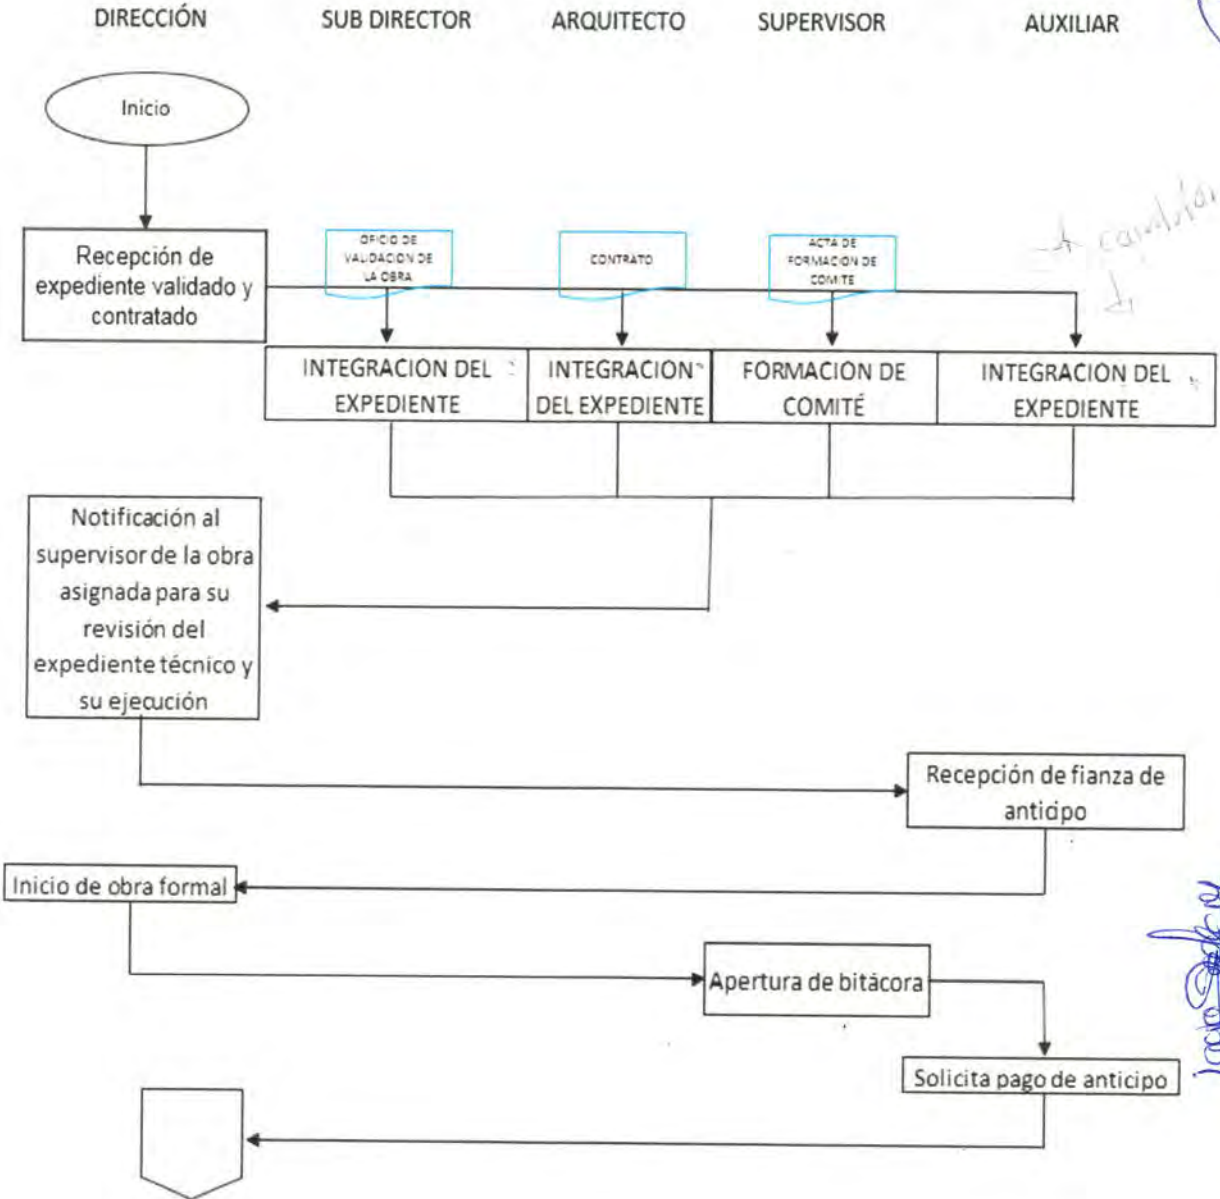 DIRECCIÓN SUB DIRECTOR ARQUITECTO SUPERVISOR AUXILIAR
Inicio
Recepción de
expediente validado y
contratado
OFICIO DE
VALIDACION DE
LA OBRA
CONTRATO
ACTA DE
FORMACION DE
COMITE
INTEGRACION DEL
EXPEDIENTE
INTEGRACION
DEL EXPEDIENTE
FORMACION DE
COMITÉ
INTEGRACION DEL
EXPEDIENTE
Notificación al
supervisor de la obra
asignada para su
revisión del
expediente técnico y
su ejecución
Recepción de fianza de
anticipo
Inicio de obra formal
Apertura de bitácora
Solicita pago de anticipo